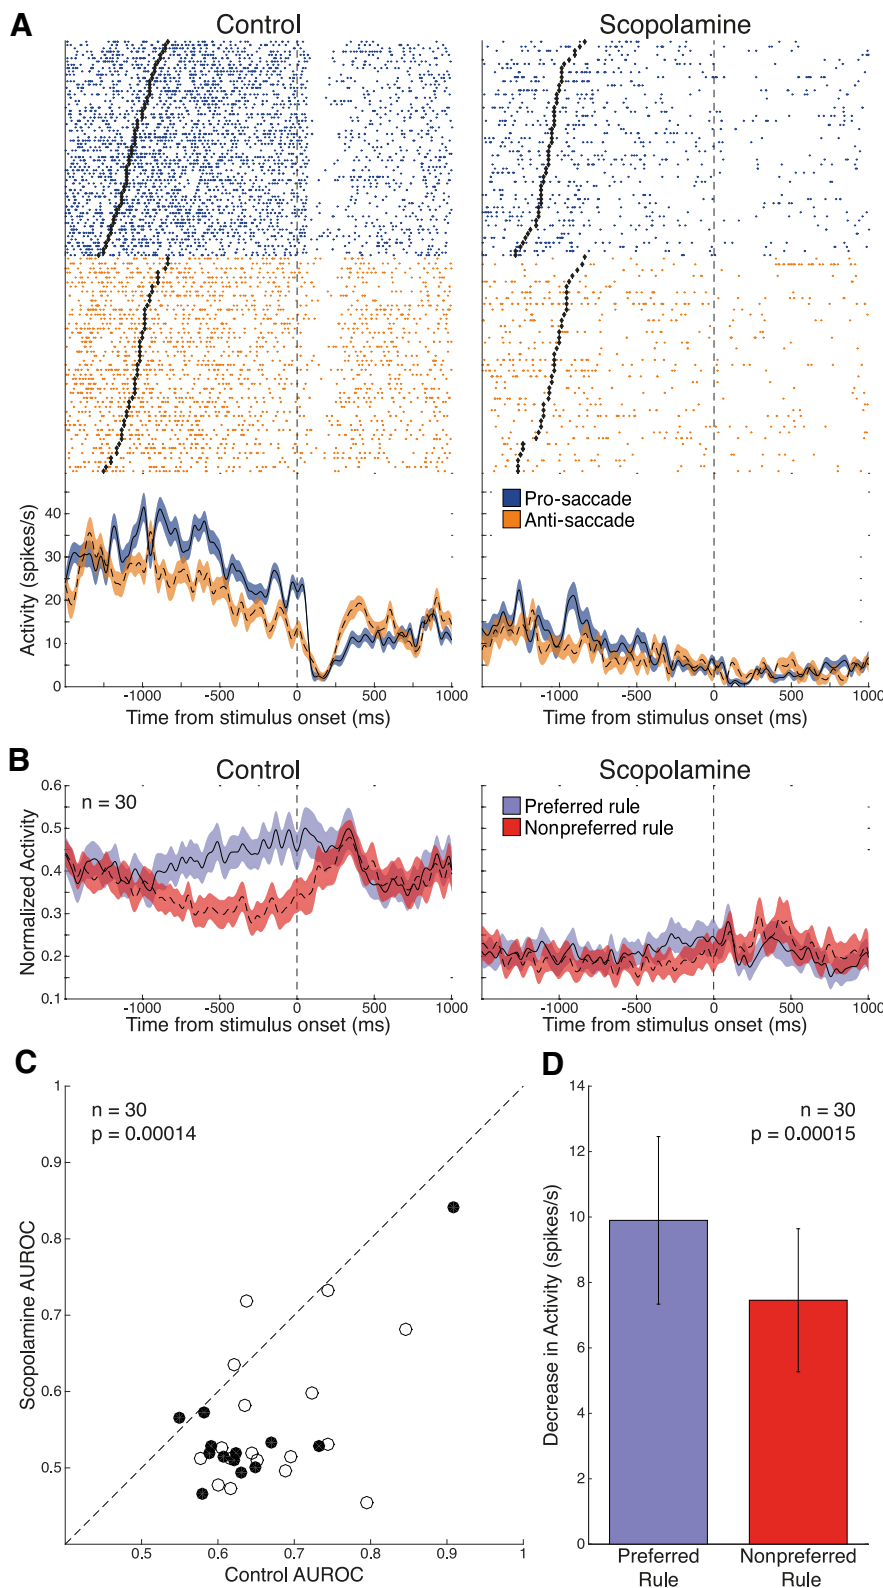 A
Control
Scopolamine
Pro-saccade
Anti-saccade
Activity (spikes/s)
40
30
20
10
0
-1000
-500
0
500
1000
-1000
-500
0
500
1000
Time from stimulus onset (ms)
Time from stimulus onset (ms)
B
Control
Scopolamine
n = 30
Preferred rule
Nonpreferred rule
Normalized Activity
0.6
0.5
0.4
0.3
0.2
0.1
-1000
-500
0
500
1000
-1000
-500
0
500
1000
Time from stimulus onset (ms)
Time from stimulus onset (ms)
C
n = 30
p = 0.00014
Scopolamine AUROC
1
0.9
0.8
0.7
0.6
0.5
0.5
0.6
0.7
0.8
0.9
1
Control AUROC
D
n = 30
p = 0.00015
Decrease in Activity (spikes/s)
14
12
10
8
6
4
2
0
Preferred
Rule
Nonpreferred
Rule